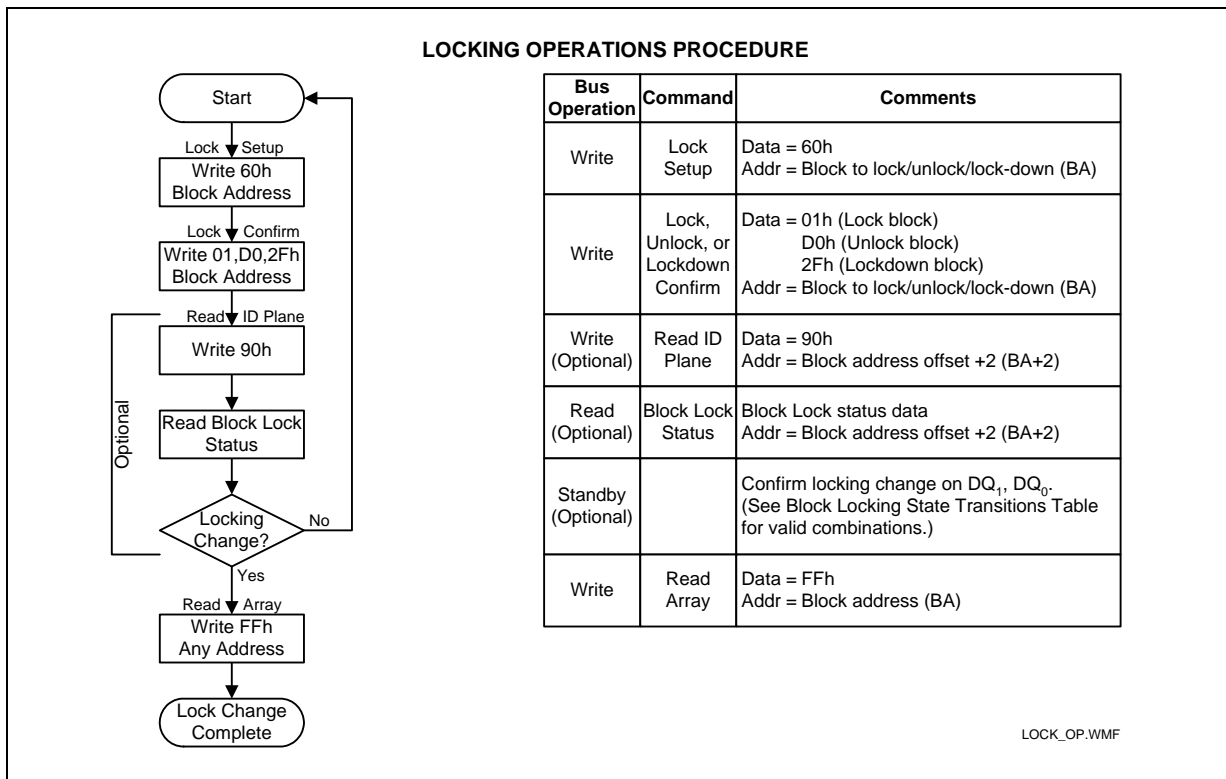 LOCKING OPERATIONS PROCEDURE
Start
Lock Setup
Write 60h
Block Address
Lock Confirm
Write 01,D0,2Fh
Block Address
Read ID Plane
Write 90h
Optional
Read Block Lock
Status
Locking
Change?
No
Yes
Read Array
Write FFh
Any Address
Lock Change
Complete
Bus
Operation
Command
Comments
Write
Lock
Setup
Data = 60h
Addr = Block to lock/unlock/lock-down (BA)
Write
Lock,
Unlock, or
Lockdown
Confirm
Data = 01h (Lock block)
D0h (Unlock block)
2Fh (Lockdown block)
Addr = Block to lock/unlock/lock-down (BA)
Write
(Optional)
Read ID
Plane
Data = 90h
Addr = Block address offset +2 (BA+2)
Read
(Optional)
Block Lock
Status
Block Lock status data
Addr = Block address offset +2 (BA+2)
Standby
(Optional)
Confirm locking change on DQ1, DQ0.
(See Block Locking State Transitions Table
for valid combinations.)
Write
Read
Array
Data = FFh
Addr = Block address (BA)
LOCK_OP.WMF